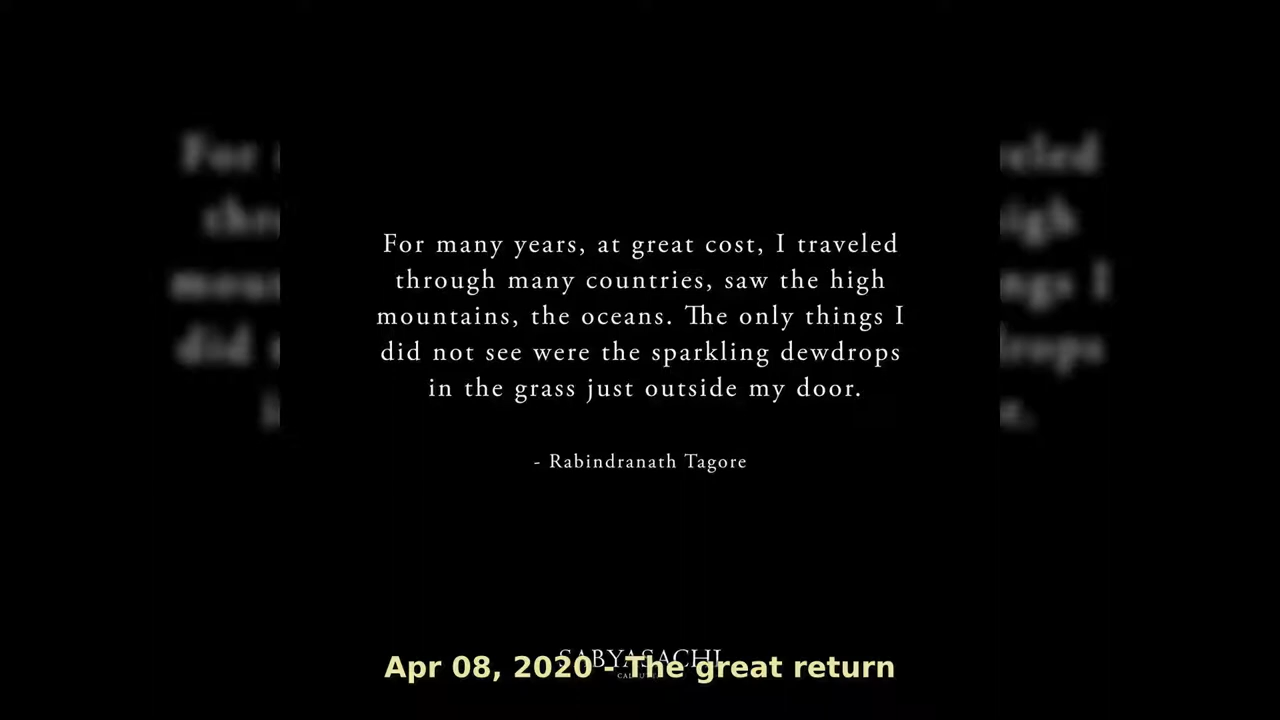 For many years, at great cost, I traveled
through many countries, saw the high
mountains, the oceans. The only things I
did not see were the sparkling dewdrops
in the grass just outside my door.
- Rabindranath Tagore
SABYASACHI
Apr 08, 2020 - The great return